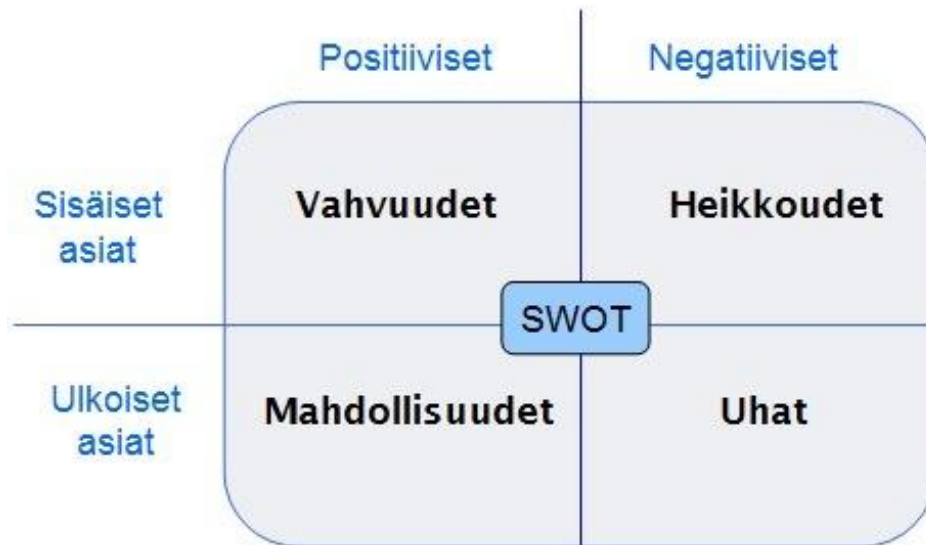 Positiiviset
Negatiiviset
Sisäiset
asiat
Vahvuudet
Heikkoudet
SWOT
Ulkoiset
asiat
Mahdollisuudet
Uhat